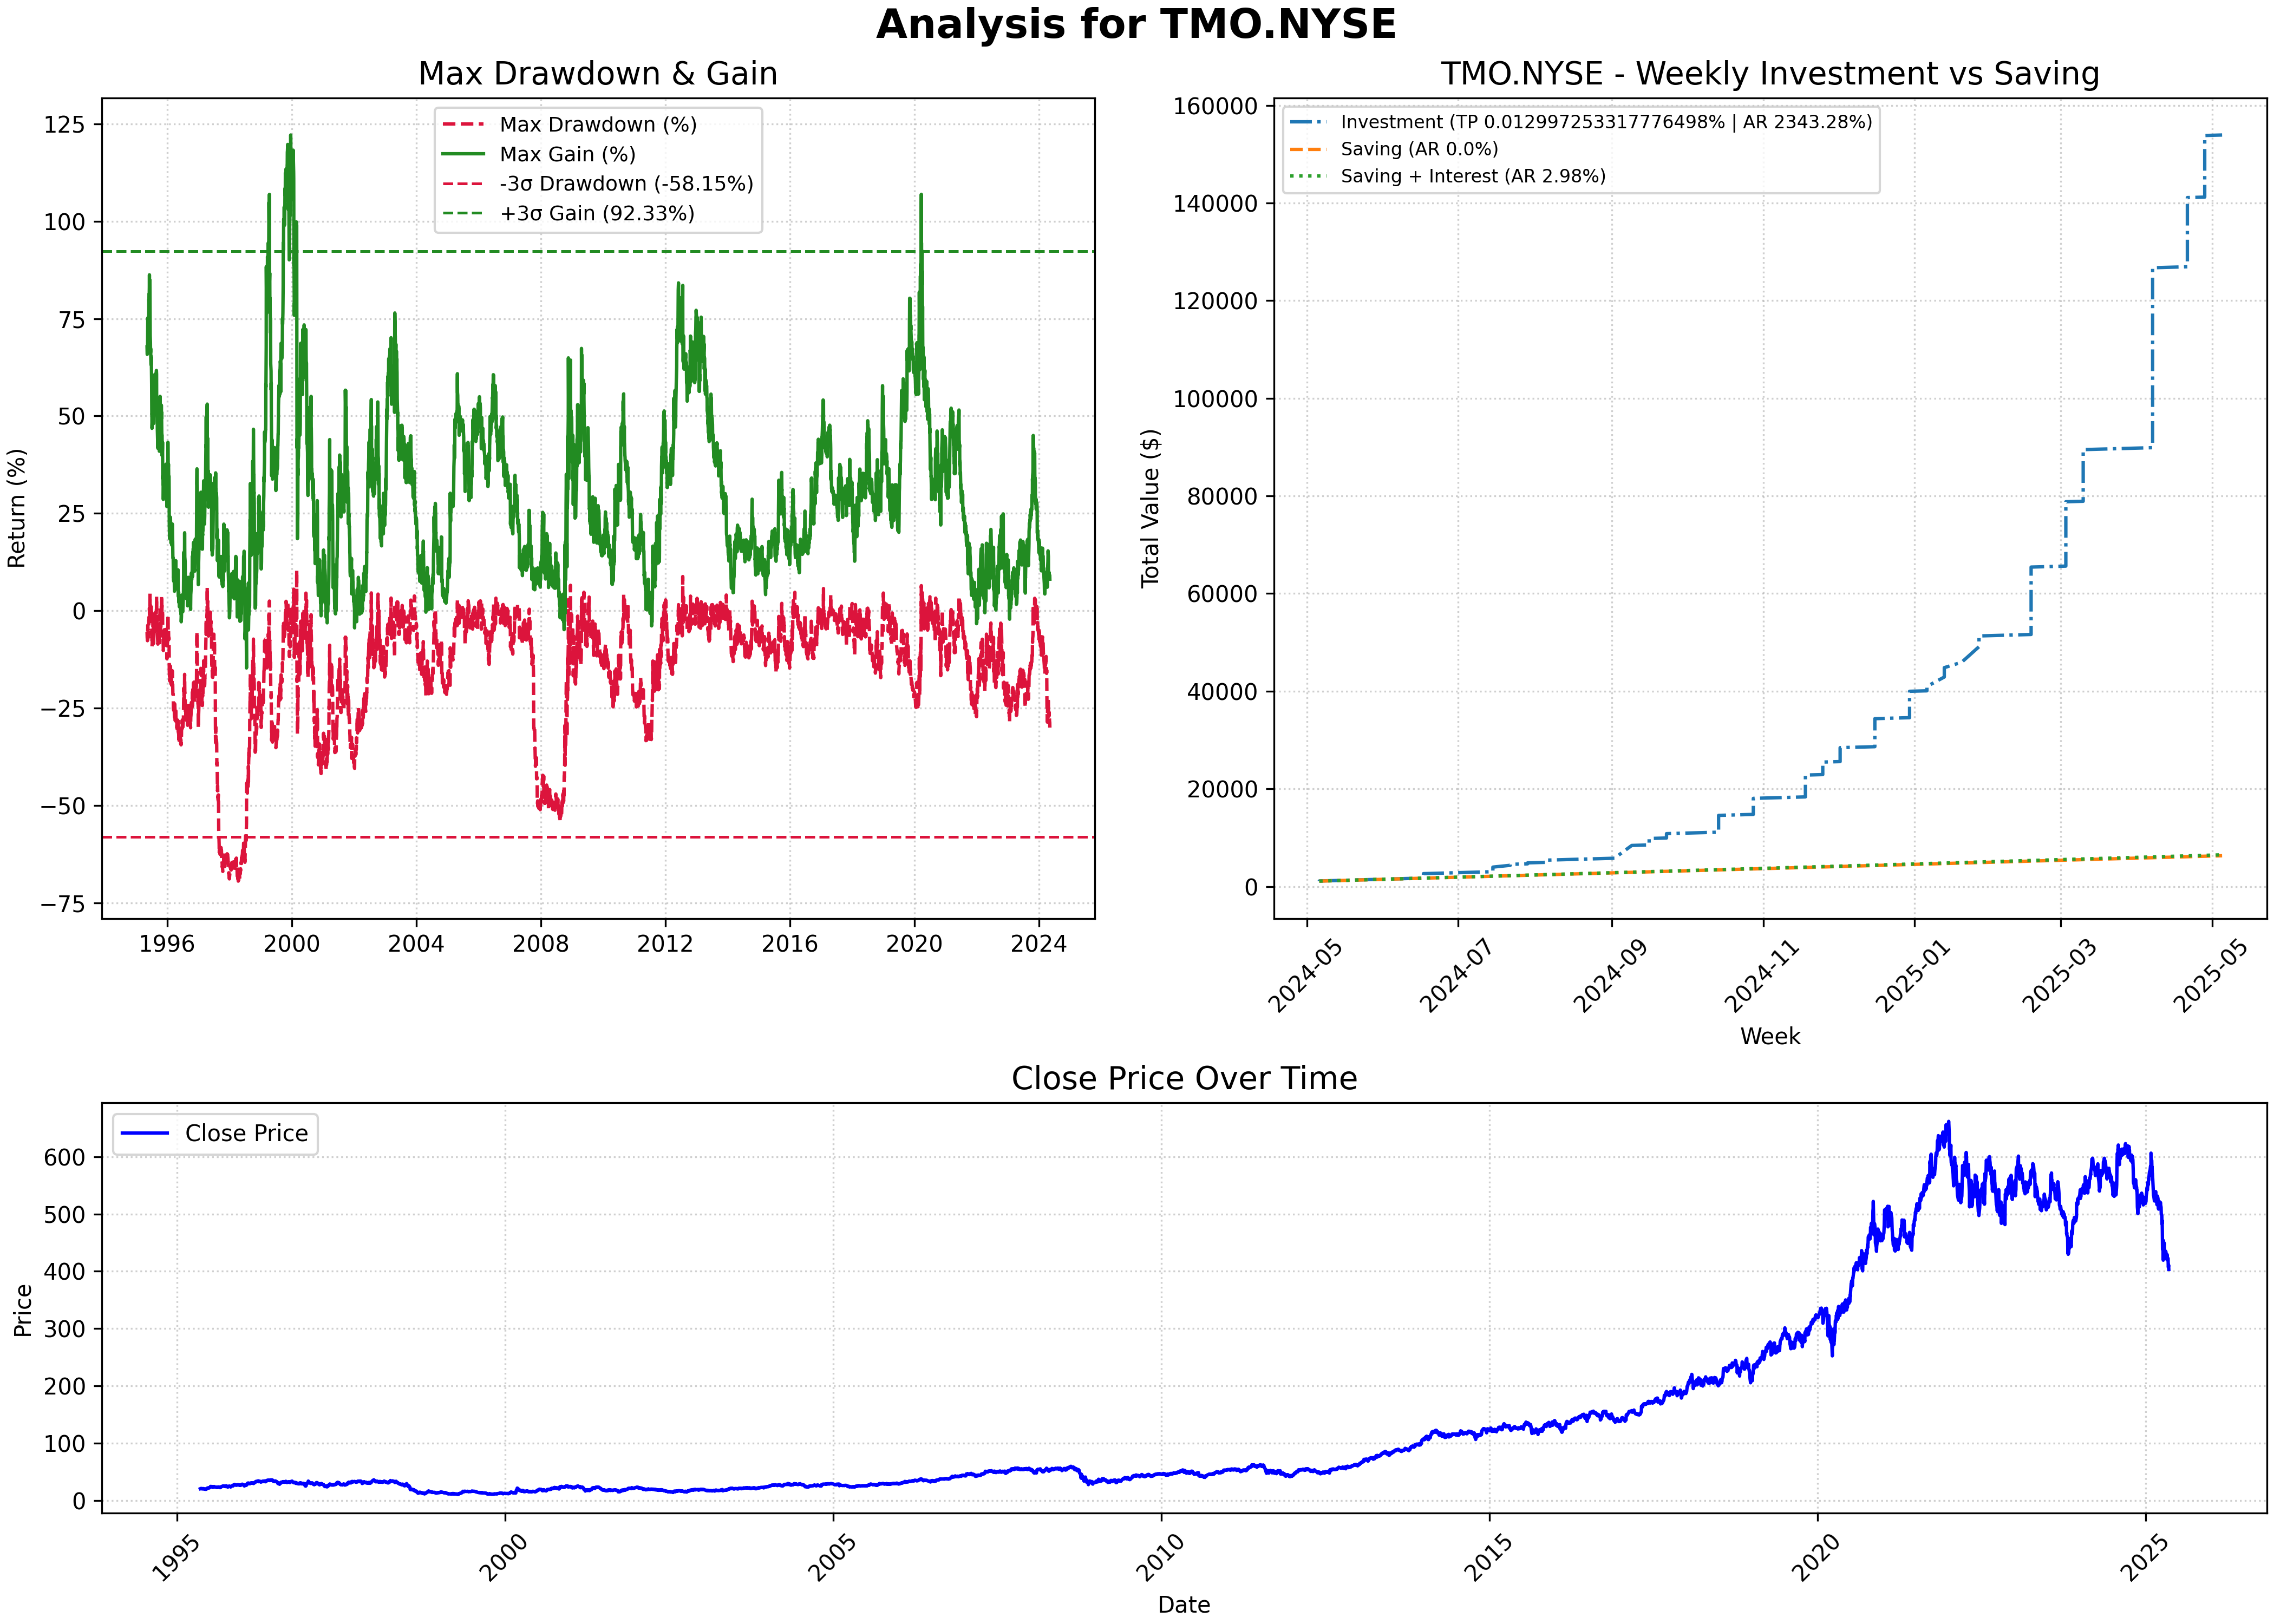 Analysis for TMO.NYSE
Max Drawdown & Gain
Return (%)
125
100
75
50
25
0
−25
−50
−75
Max Drawdown (%)
Max Gain (%)
-3σ Drawdown (-58.15%)
+3σ Gain (92.33%)
1996
2000
2004
2008
2012
2016
2020
2024
TMO.NYSE - Weekly Investment vs Saving
Total Value ($)
160000
140000
120000
100000
80000
60000
40000
20000
0
Investment (TP 0.012997253317776498% | AR 2343.28%)
Saving (AR 0.0%)
Saving + Interest (AR 2.98%)
2024-05
2024-07
2024-09
2024-11
2025-01
2025-03
2025-05
Week
Close Price Over Time
Price
600
500
400
300
200
100
0
Close Price
1995
2000
2005
2010
2015
2020
2025
Date